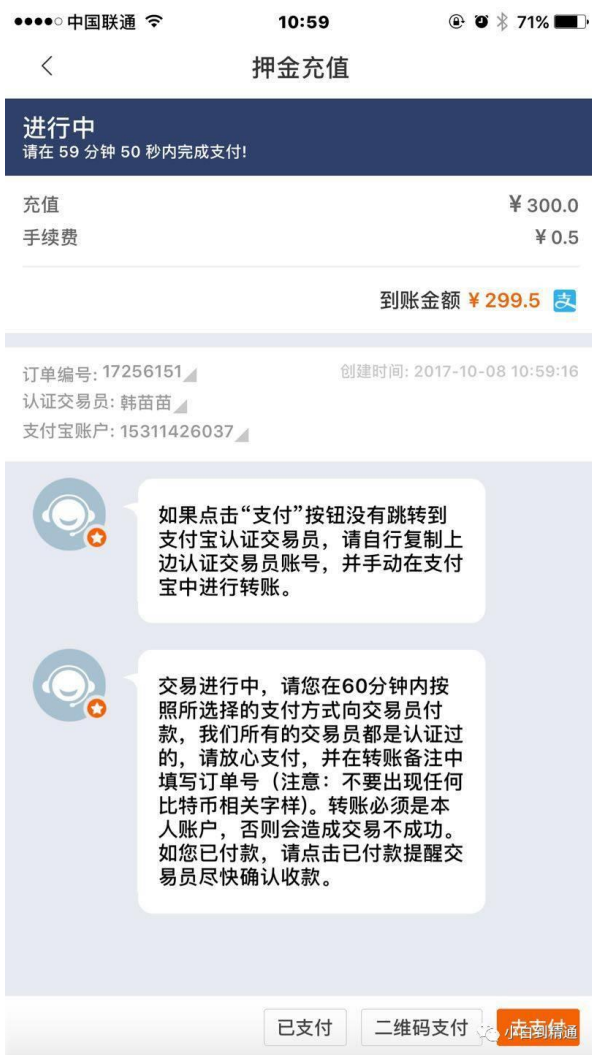 中国联通 10:59 71%
押金充值
进行中
请在 59 分钟 50 秒内完成支付!
充值 ¥300.0
手续费 ¥0.5
到账金额 ¥299.5 支
订单编号: 17256151 创建时间: 2017-10-08 10:59:16
认证交易员: 韩苗苗
支付宝账户: 15311426037
如果点击“支付”按钮没有跳转到
支付宝认证交易员，请自行复制上
边认证交易员账号，并手动在支付
宝中进行转账。
交易进行中，请您在60分钟内按
照所选择的支付方式向交易员付
款，我们所有的交易员都是认证过
的，请放心支付，并在转账备注中
填写订单号（注意：不要出现任何
比特币相关字样）。转账必须是本
人账户，否则会造成交易不成功。
如您已付款，请点击已付款提醒交
易员尽快确认收款。
已支付 二维码支付 去支付
小白到精通